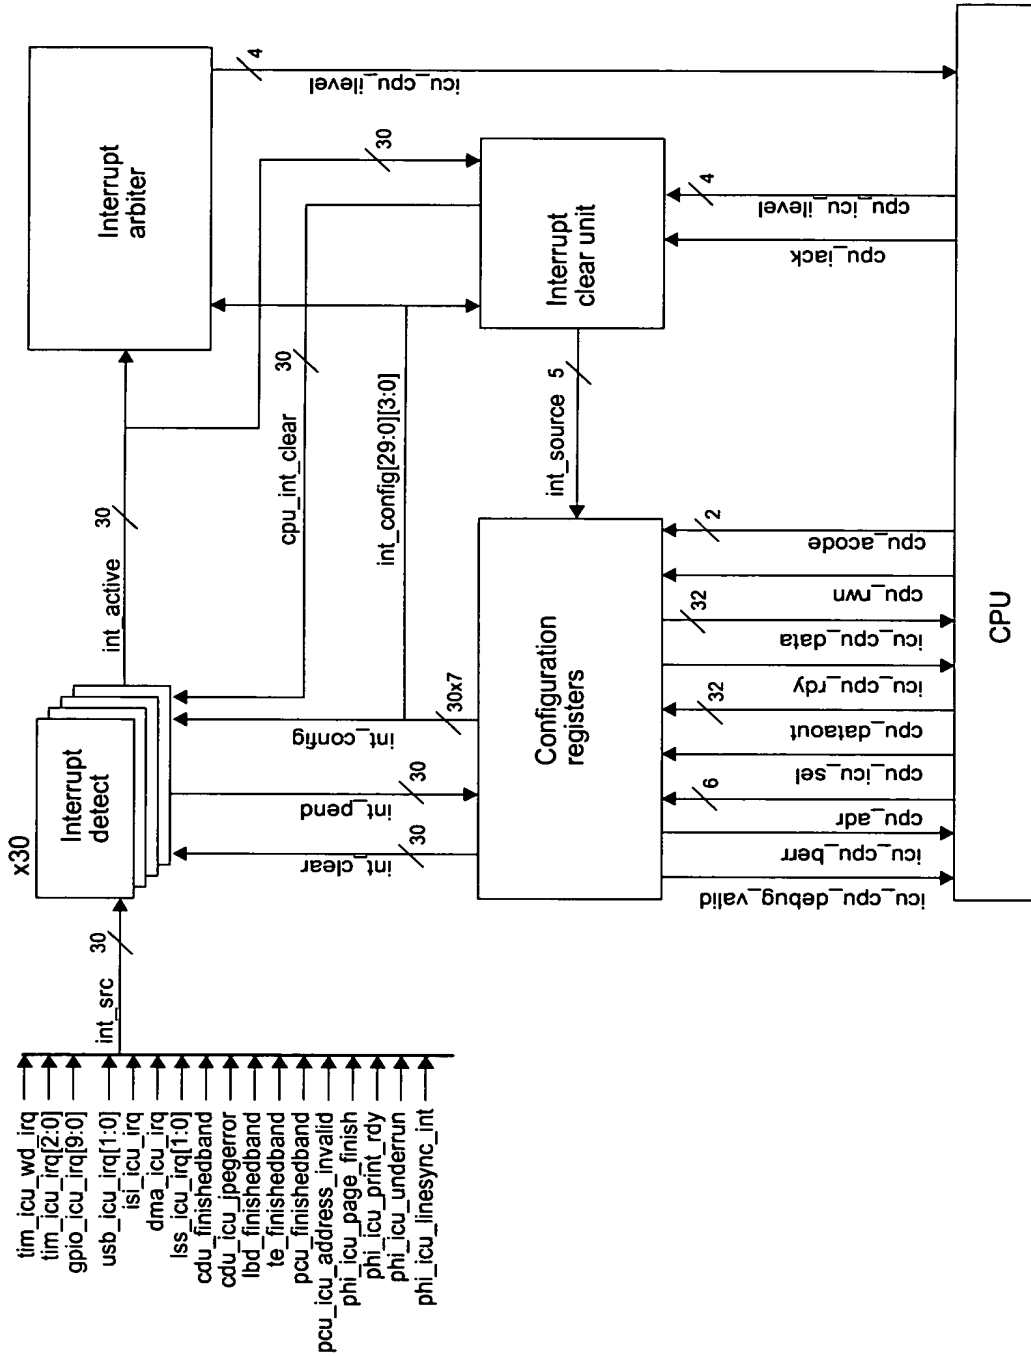 tim_icu_wd_irq
tim_icu_irq[2:0]
gpio_icu_irq[9:0]
usb_icu_irq[1:0]
isi_icu_irq
dma_icu_irq
lss_icu_irq[1:0]
cdu_finishedband
cdu_icu_jpegerror
lbd_finishedband
te_finishedband
pcu_finishedband
pcu_icu_address_invalid
phi_icu_page_finish
phi_icu_print_rdy
phi_icu_underrun
phi_icu_linesync_int
int_src
30
x30
Interrupt
detect
int_active
30
Interrupt
arbiter
4
icu_cpu_ilevel
30
cpu_int_clear
30
int_config[29:0][3:0]
Interrupt
clear unit
4
cpu_icu_ilevel
cpu_iack
int_source
5
int_clear
30
int_pend
30
int_config
30x7
Configuration
registers
icu_cpu_debug_valid
icu_cpu_berr
cpu_adr
6
cpu_icu_sel
cpu_dataout
32
icu_cpu_rdy
icu_cpu_data
32
cpu_rwn
cpu_acode
2
CPU